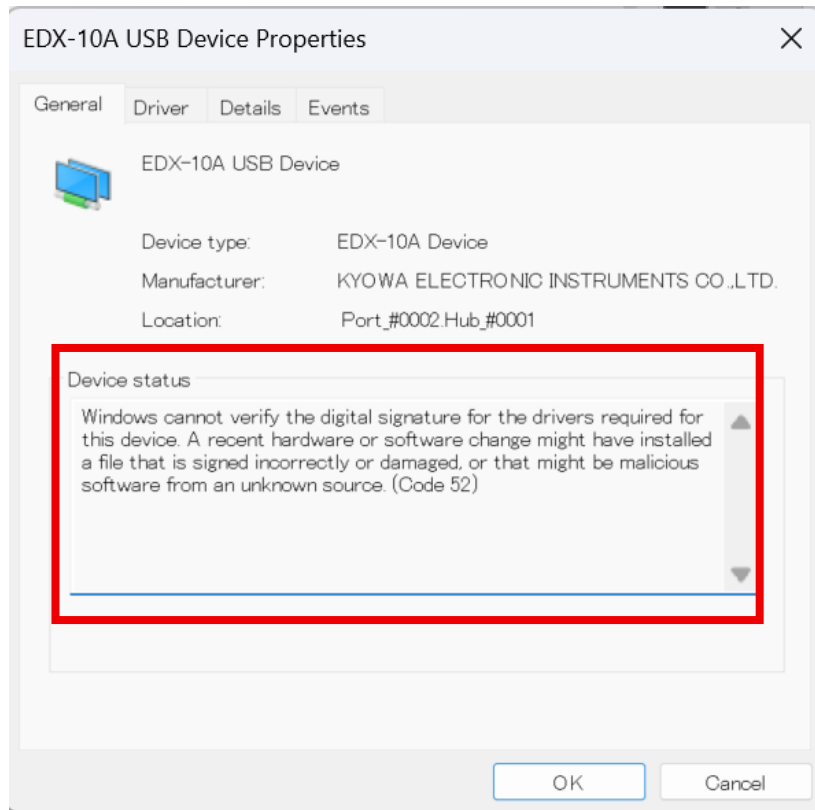 EDX-10A USB Device Properties
General Driver Details Events
EDX-10A USB Device
Device type: EDX-10A Device
Manufacturer: KYOWA ELECTRONIC INSTRUMENTS CO.,LTD.
Location: Port_#0002.Hub_#0001
Device status
Windows cannot verify the digital signature for the drivers required for
this device. A recent hardware or software change might have installed
a file that is signed incorrectly or damaged, or that might be malicious
software from an unknown source. (Code 52)
OK Cancel